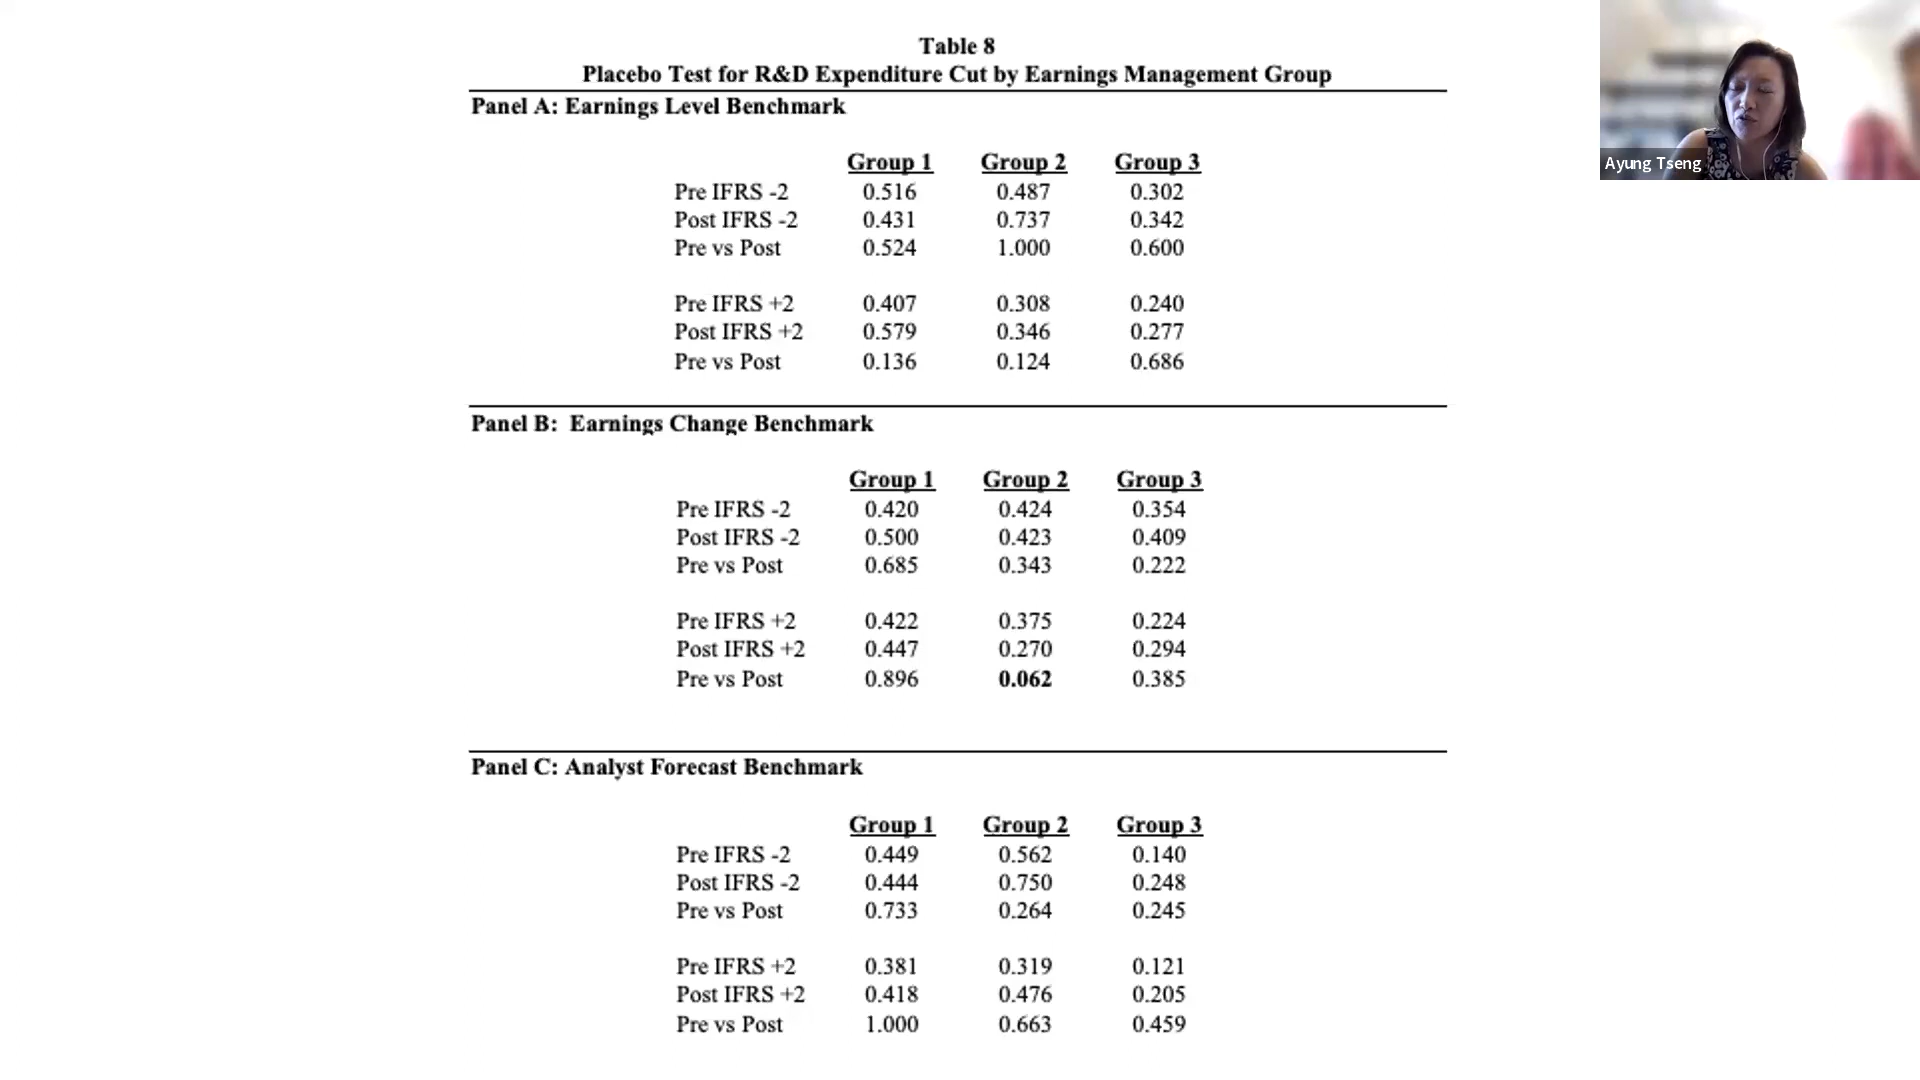 Table 8
Placebo Test for R&D Expenditure Cut by Earnings Management Group
Panel A: Earnings Level Benchmark
Group 1 Group 2 Group 3
Pre IFRS -2 0.516 0.487 0.302
Post IFRS -2 0.431 0.737 0.342
Pre vs Post 0.524 1.000 0.600
Pre IFRS +2 0.407 0.308 0.240
Post IFRS +2 0.579 0.346 0.277
Pre vs Post 0.136 0.124 0.686
Panel B: Earnings Change Benchmark
Group 1 Group 2 Group 3
Pre IFRS -2 0.420 0.424 0.354
Post IFRS -2 0.500 0.423 0.409
Pre vs Post 0.685 0.343 0.222
Pre IFRS +2 0.422 0.375 0.224
Post IFRS +2 0.447 0.270 0.294
Pre vs Post 0.896 0.062 0.385
Panel C: Analyst Forecast Benchmark
Group 1 Group 2 Group 3
Pre IFRS -2 0.449 0.562 0.140
Post IFRS -2 0.444 0.750 0.248
Pre vs Post 0.733 0.264 0.245
Pre IFRS +2 0.381 0.319 0.121
Post IFRS +2 0.418 0.476 0.205
Pre vs Post 1.000 0.663 0.459
Ayung Tseng